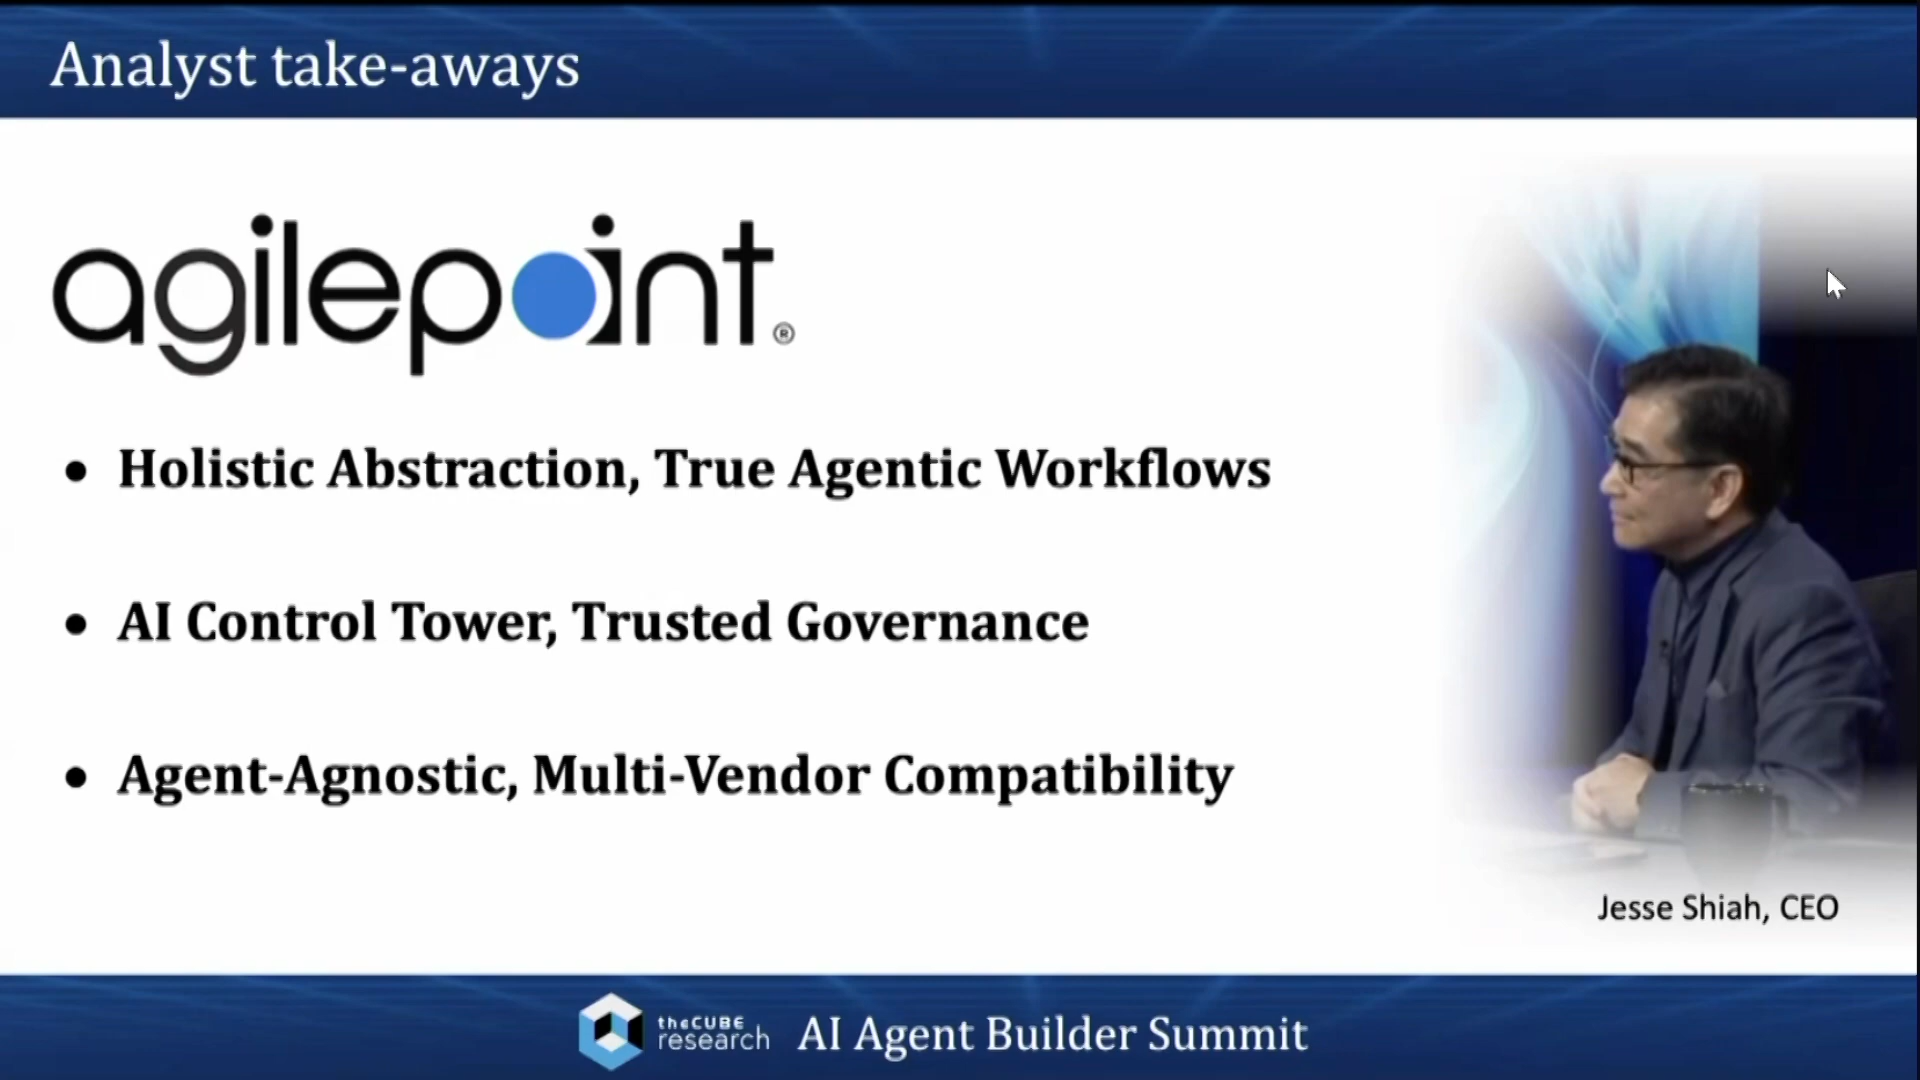 Analyst take-aways
agilepoint®
• Holistic Abstraction, True Agentic Workflows
• AI Control Tower, Trusted Governance
• Agent-Agnostic, Multi-Vendor Compatibility
Jesse Shiah, CEO
theCUBE
research
AI Agent Builder Summit